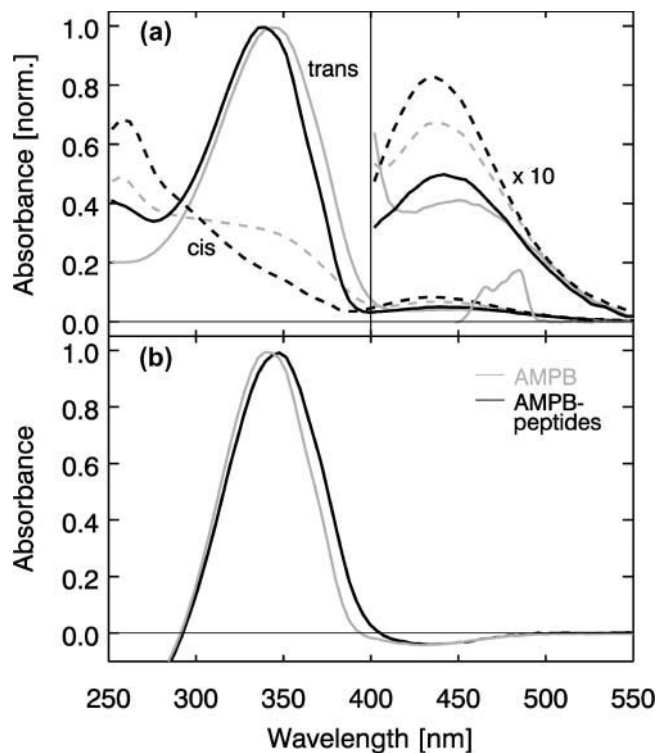 (a)
trans
cis
x 10
Absorbance [norm.]
1.0
0.8
0.6
0.4
0.2
0.0
(b)
AMPB
AMPB-
peptides
Absorbance
1.0
0.8
0.6
0.4
0.2
0.0
250 300 350 400 450 500 550
Wavelength [nm]